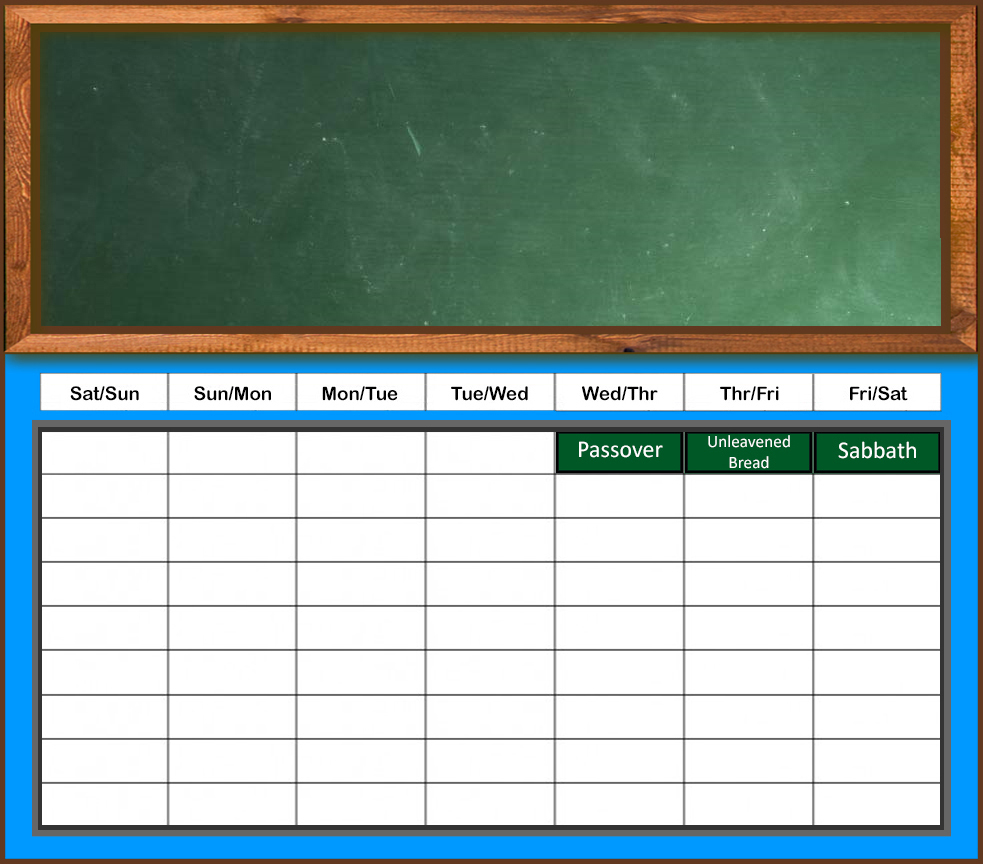 Sat/Sun Sun/Mon Mon/Tue Tue/Wed Wed/Thr Thr/Fri Fri/Sat
Passover Unleavened Bread Sabbath